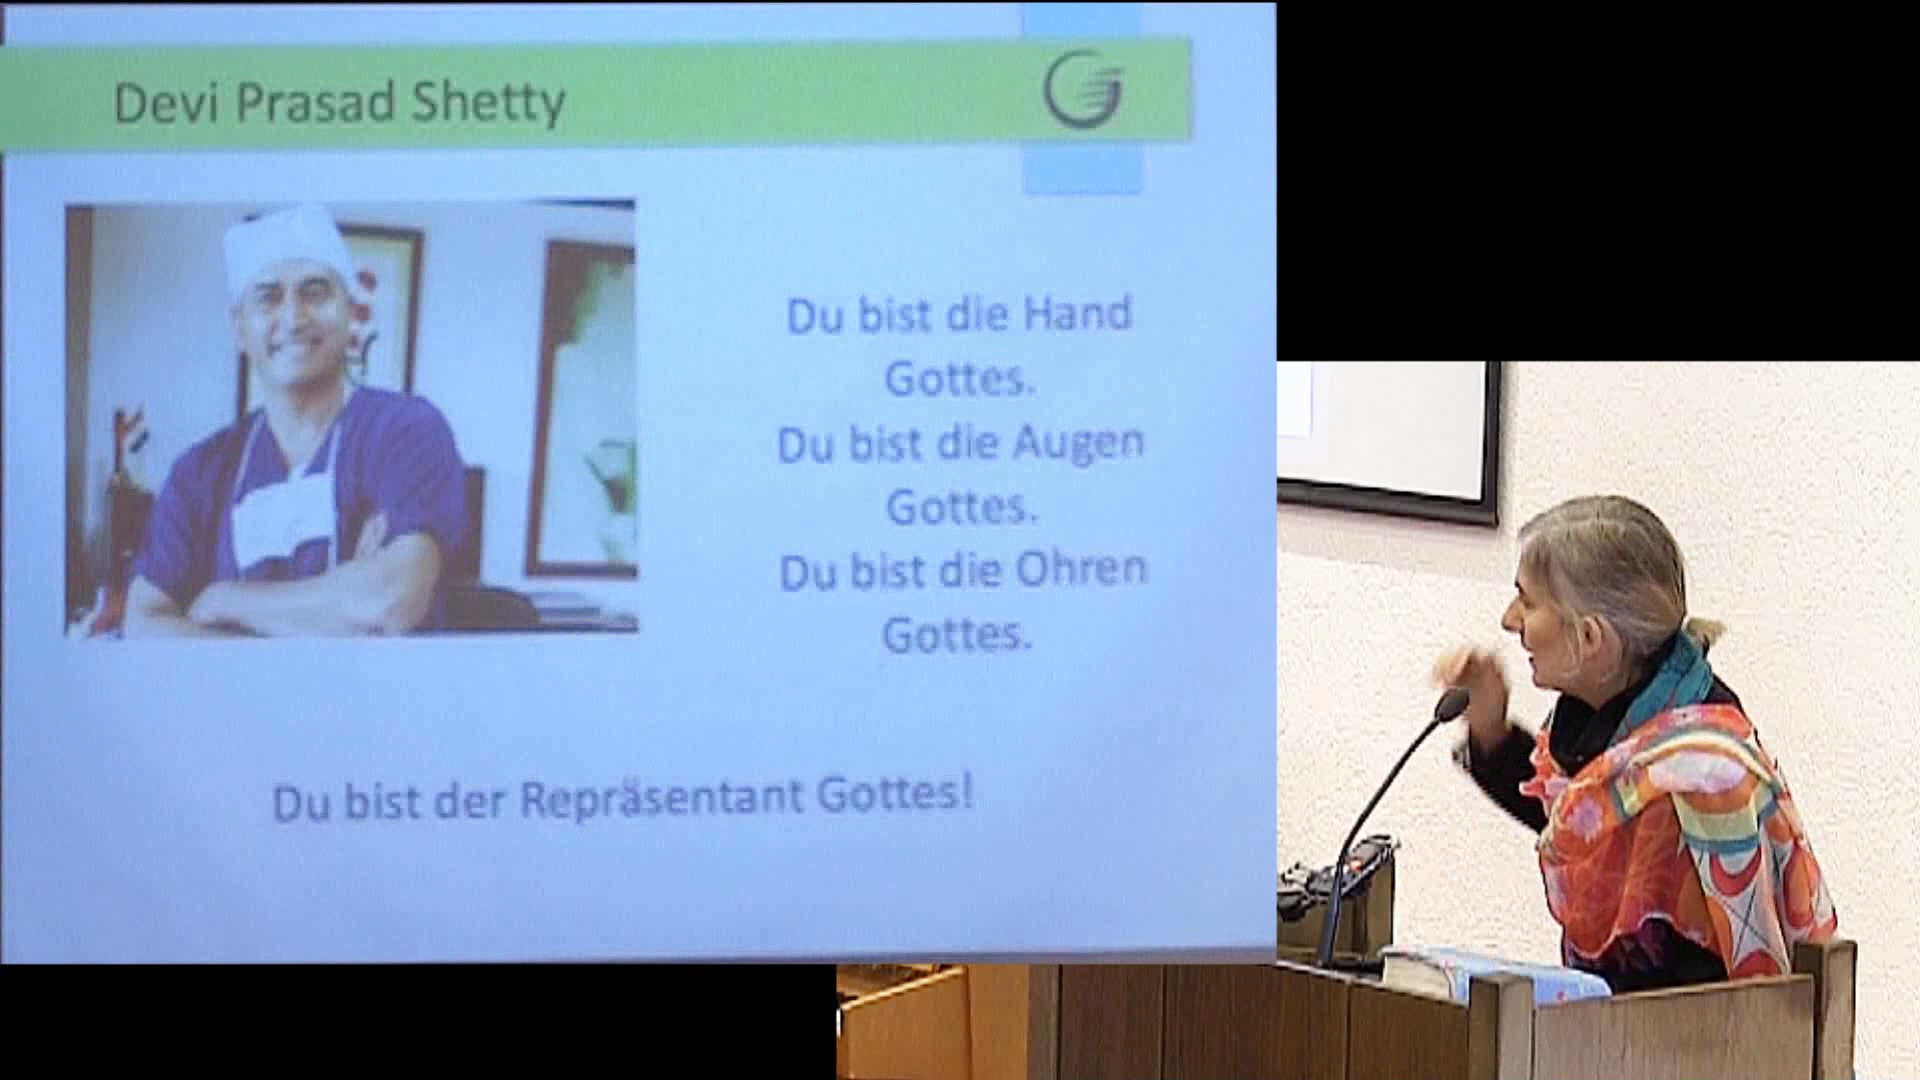 Devi Prasad Shetty
Du bist die Hand
Gottes.
Du bist die Augen
Gottes.
Du bist die Ohren
Gottes.
Du bist der Repräsentant Gottes!